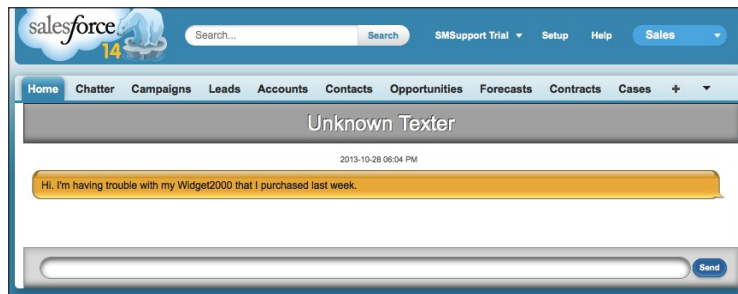 salesforce
14
Search... Search SMSupport Trial Setup Help Sales
Home Chatter Campaigns Leads Accounts Contacts Opportunities Forecasts Contracts Cases +
Unknown Texter
2013-10-28 06:04 PM
Hi. I'm having trouble with my Widget2000 that I purchased last week.
Send